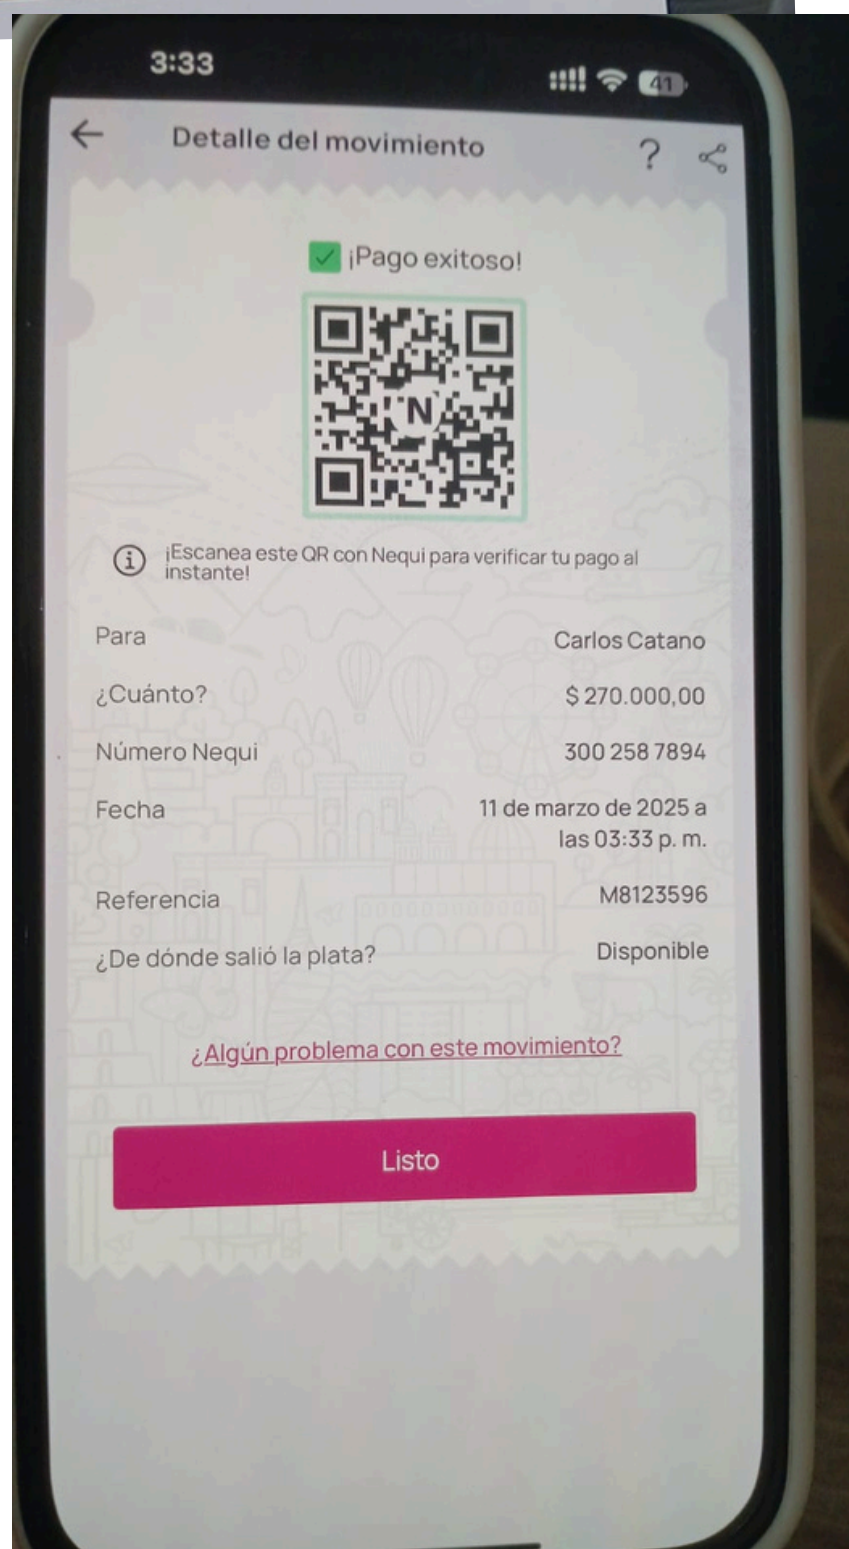 3:33
41
Detalle del movimiento
?
¡Pago exitoso!
N
¡Escanea este QR con Nequi para verificar tu pago al
instante!
Para
Carlos Catano
¿Cuánto?
$ 270.000,00
Número Nequi
300 258 7894
Fecha
11 de marzo de 2025 a
las 03:33 p. m.
Referencia
M8123596
¿De dónde salió la plata?
Disponible
¿Algún problema con este movimiento?
Listo